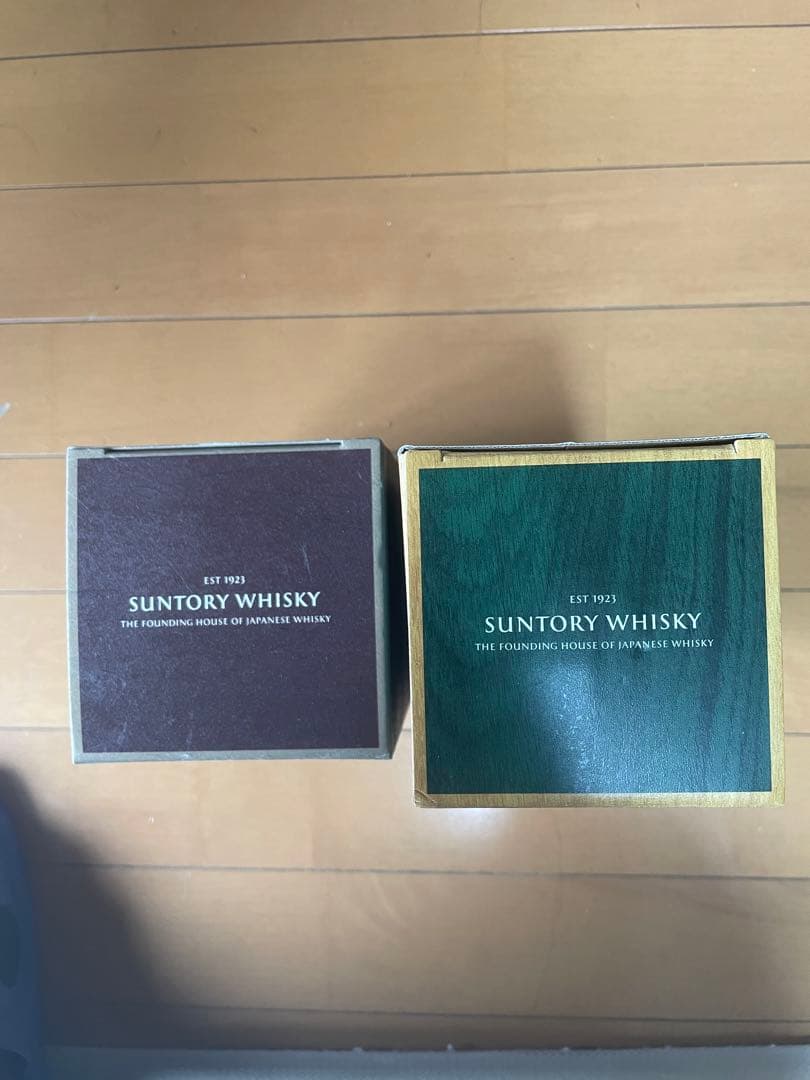 EST 1923
SUNTORY WHISKY
THE FOUNDING HOUSE OF JAPANESE WHISKY
EST 1923
SUNTORY WHISKY
THE FOUNDING HOUSE OF JAPANESE WHISKY